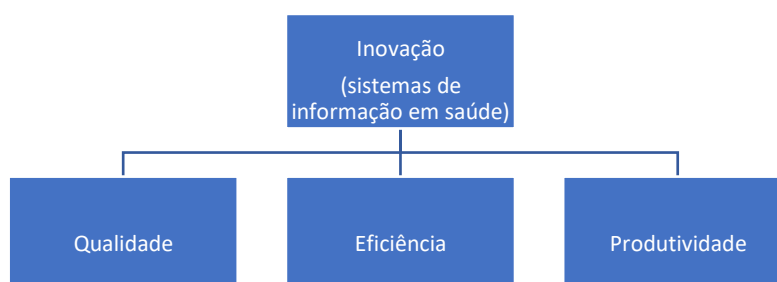 Inovação
(sistemas de
informação em saúde)
Qualidade
Eficiência
Produtividade